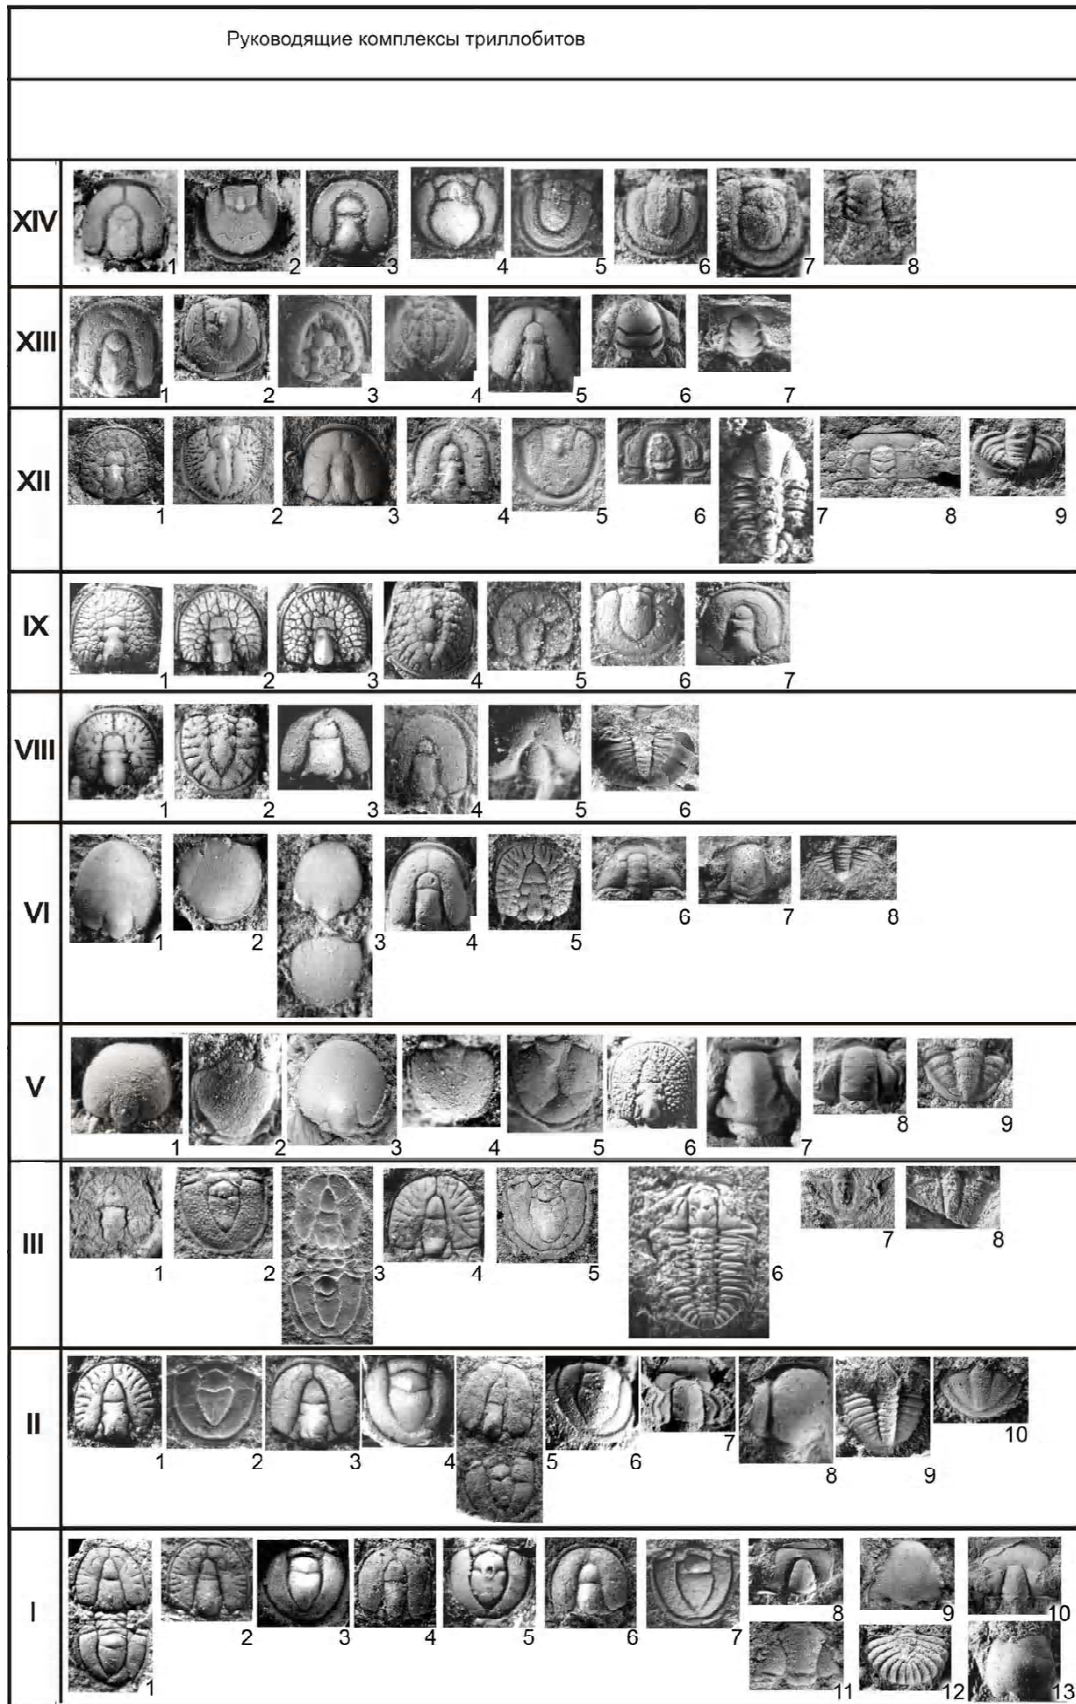 Руководящие комплексы триллобитов
XIV
1 2 3 4 5 6 7 8
XIII
1 2 3 4 5 6 7
XII
1 2 3 4 5 6 7 8 9
IX
1 2 3 4 5 6 7
VIII
1 2 3 4 5 6
VI
1 2 3 4 5 6 7 8
V
1 2 3 4 5 6 7 8 9
III
1 2 3 4 5 6 7 8
II
1 2 3 4 5 6 7 8 9 10
I
1 2 3 4 5 6 7 8 9 10
11 12 13